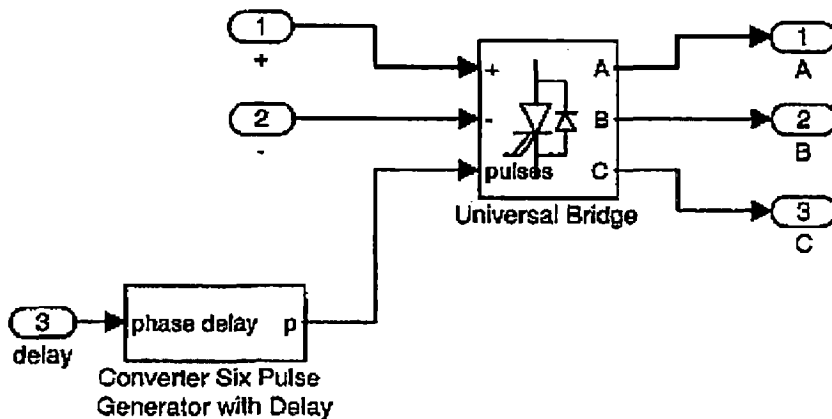 1
+
2
-
+
-
pulses
A
B
C
Universal Bridge
1
A
2
B
3
C
3
delay
phase delay p
Converter Six Pulse
Generator with Delay